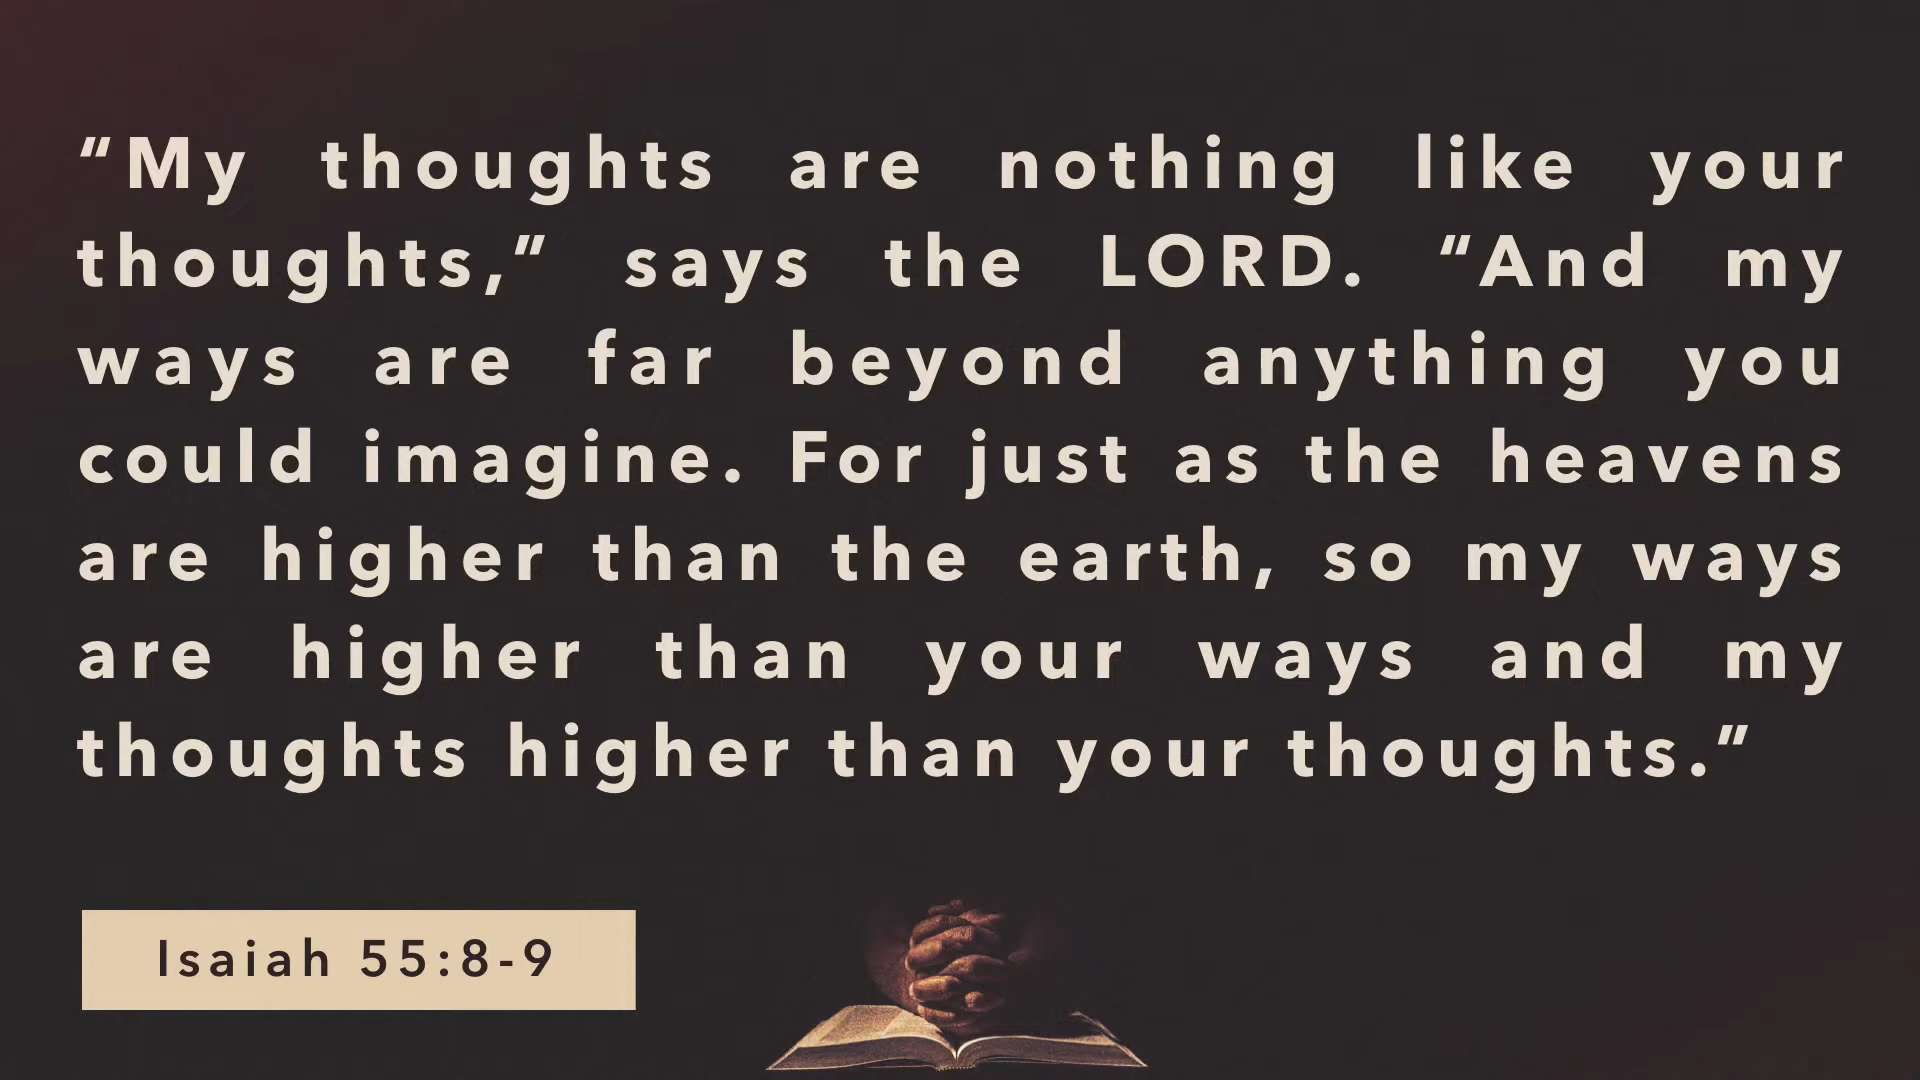 “My thoughts are nothing like your
thoughts,” says the LORD. “And my
ways are far beyond anything you
could imagine. For just as the heavens
are higher than the earth, so my ways
are higher than your ways and my
thoughts higher than your thoughts.”
Isaiah 55:8-9